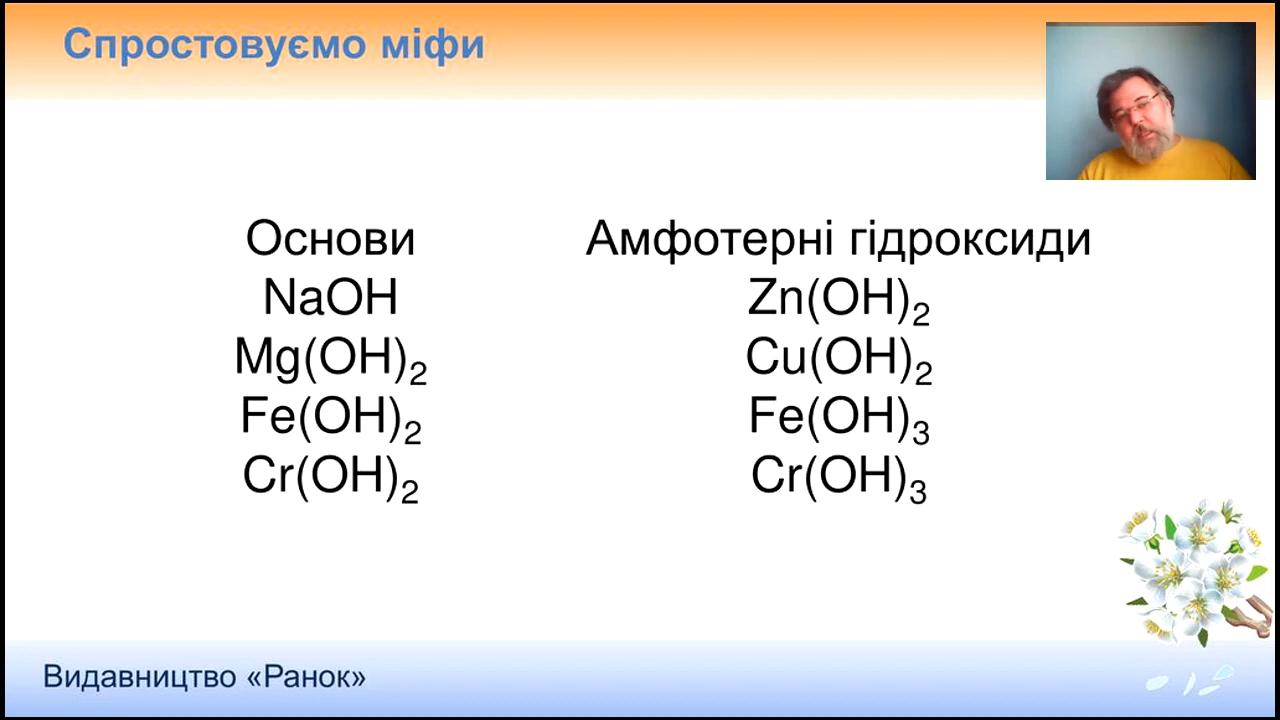 Спростовуємо міфи
Основи Амфотерні гідроксиди
NaOH Zn(OH)₂
Mg(OH)₂ Cu(OH)₂
Fe(OH)₂ Fe(OH)₃
Cr(OH)₂ Cr(OH)₃
Видавництво «Ранок»